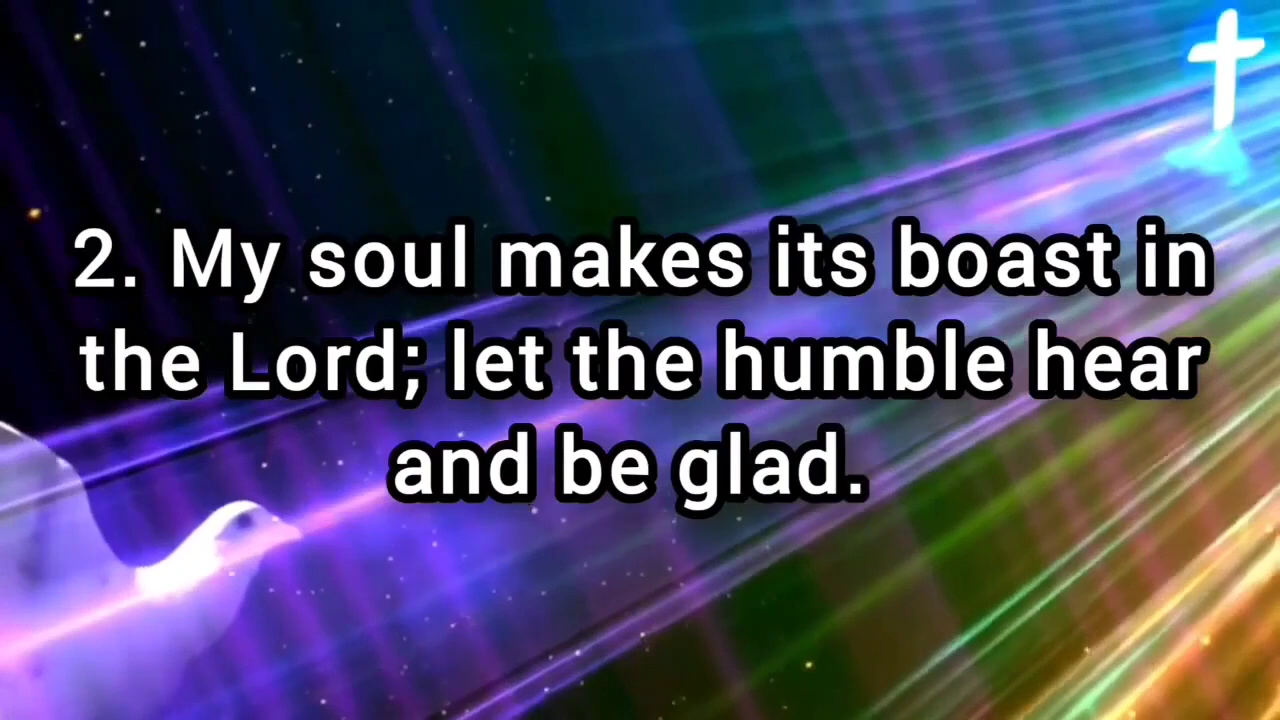 2. My soul makes its boast in
the Lord; let the humble hear
and be glad.